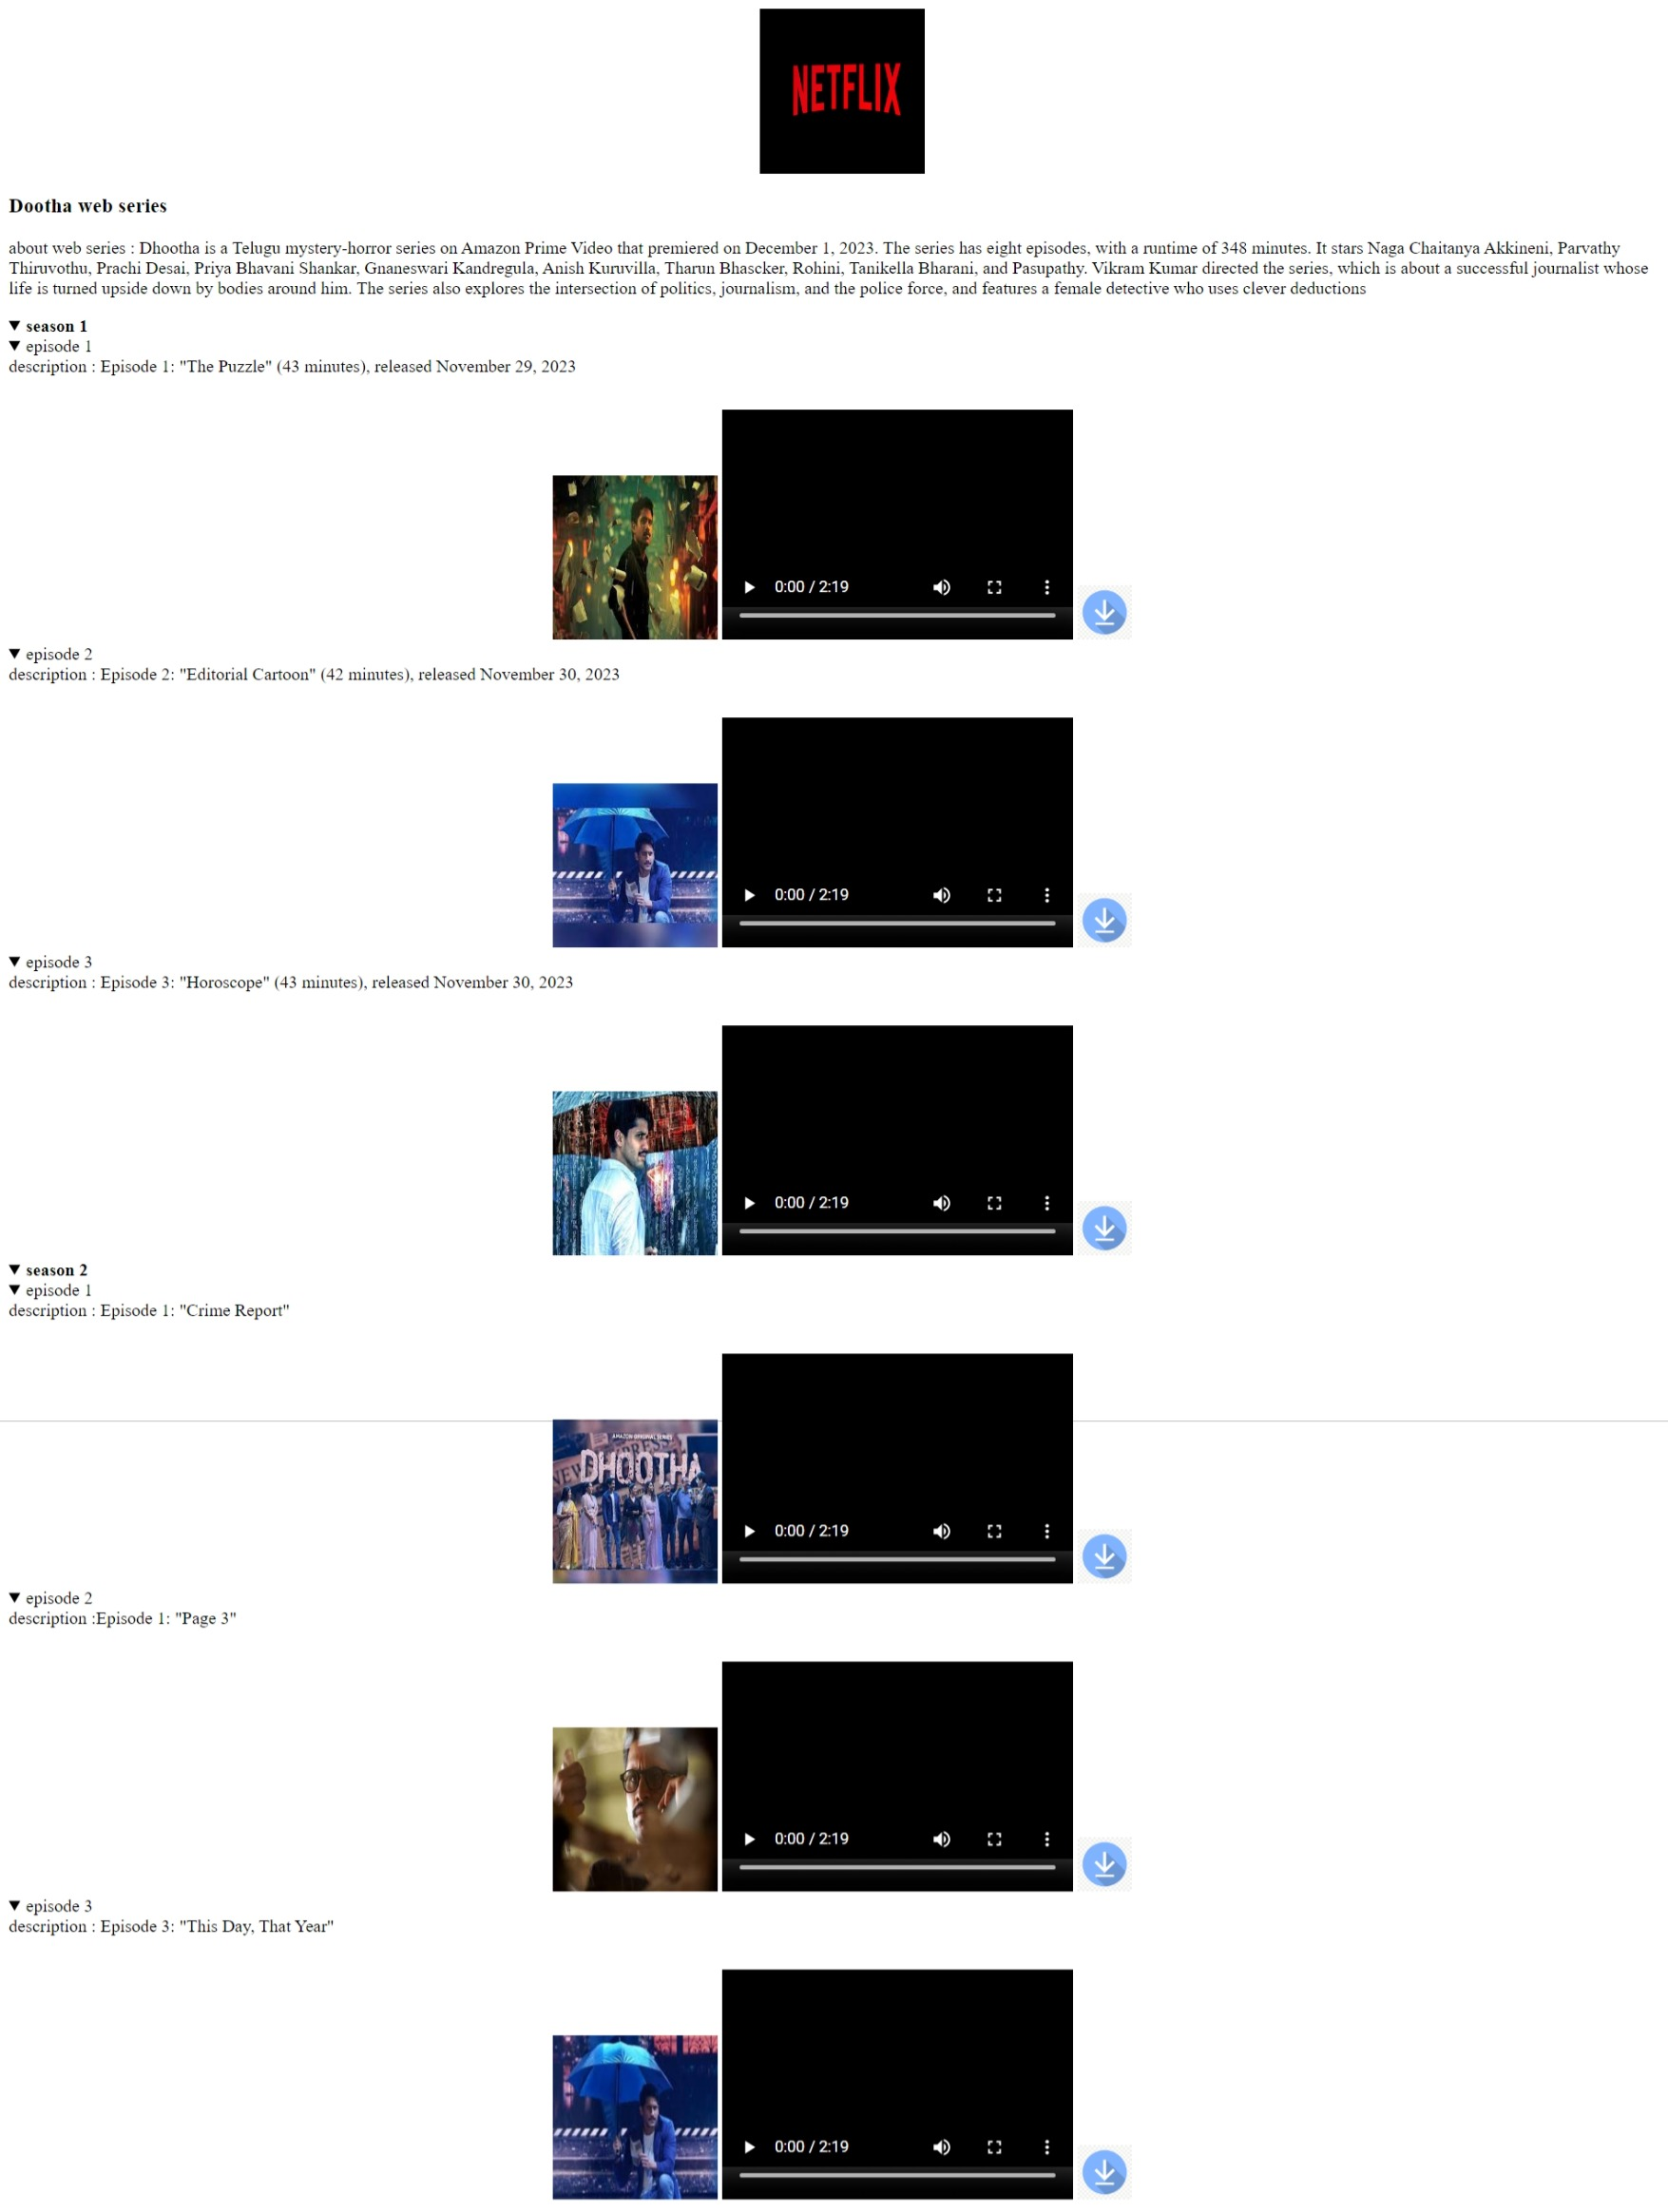 NETFLIX
Dootha web series
about web series : Dhootha is a Telugu mystery-horror series on Amazon Prime Video that premiered on December 1, 2023. The series has eight episodes, with a runtime of 348 minutes. It stars Naga Chaitanya Akkineni, Parvathy
Thiruvothu, Prachi Desai, Priya Bhavani Shankar, Gnaneswari Kandregula, Anish Kuruvilla, Tharun Bhascker, Rohini, Tanikella Bharani, and Pasupathy. Vikram Kumar directed the series, which is about a successful journalist whose
life is turned upside down by bodies around him. The series also explores the intersection of politics, journalism, and the police force, and features a female detective who uses clever deductions
season 1
episode 1
description : Episode 1: "The Puzzle" (43 minutes), released November 29, 2023
0:00 / 2:19
episode 2
description : Episode 2: "Editorial Cartoon" (42 minutes), released November 30, 2023
0:00 / 2:19
episode 3
description : Episode 3: "Horoscope" (43 minutes), released November 30, 2023
0:00 / 2:19
season 2
episode 1
description : Episode 1: "Crime Report"
AMAZON ORIGINAL SERIES
DHOOTHA
0:00 / 2:19
episode 2
description :Episode 1: "Page 3"
0:00 / 2:19
episode 3
description : Episode 3: "This Day, That Year"
0:00 / 2:19